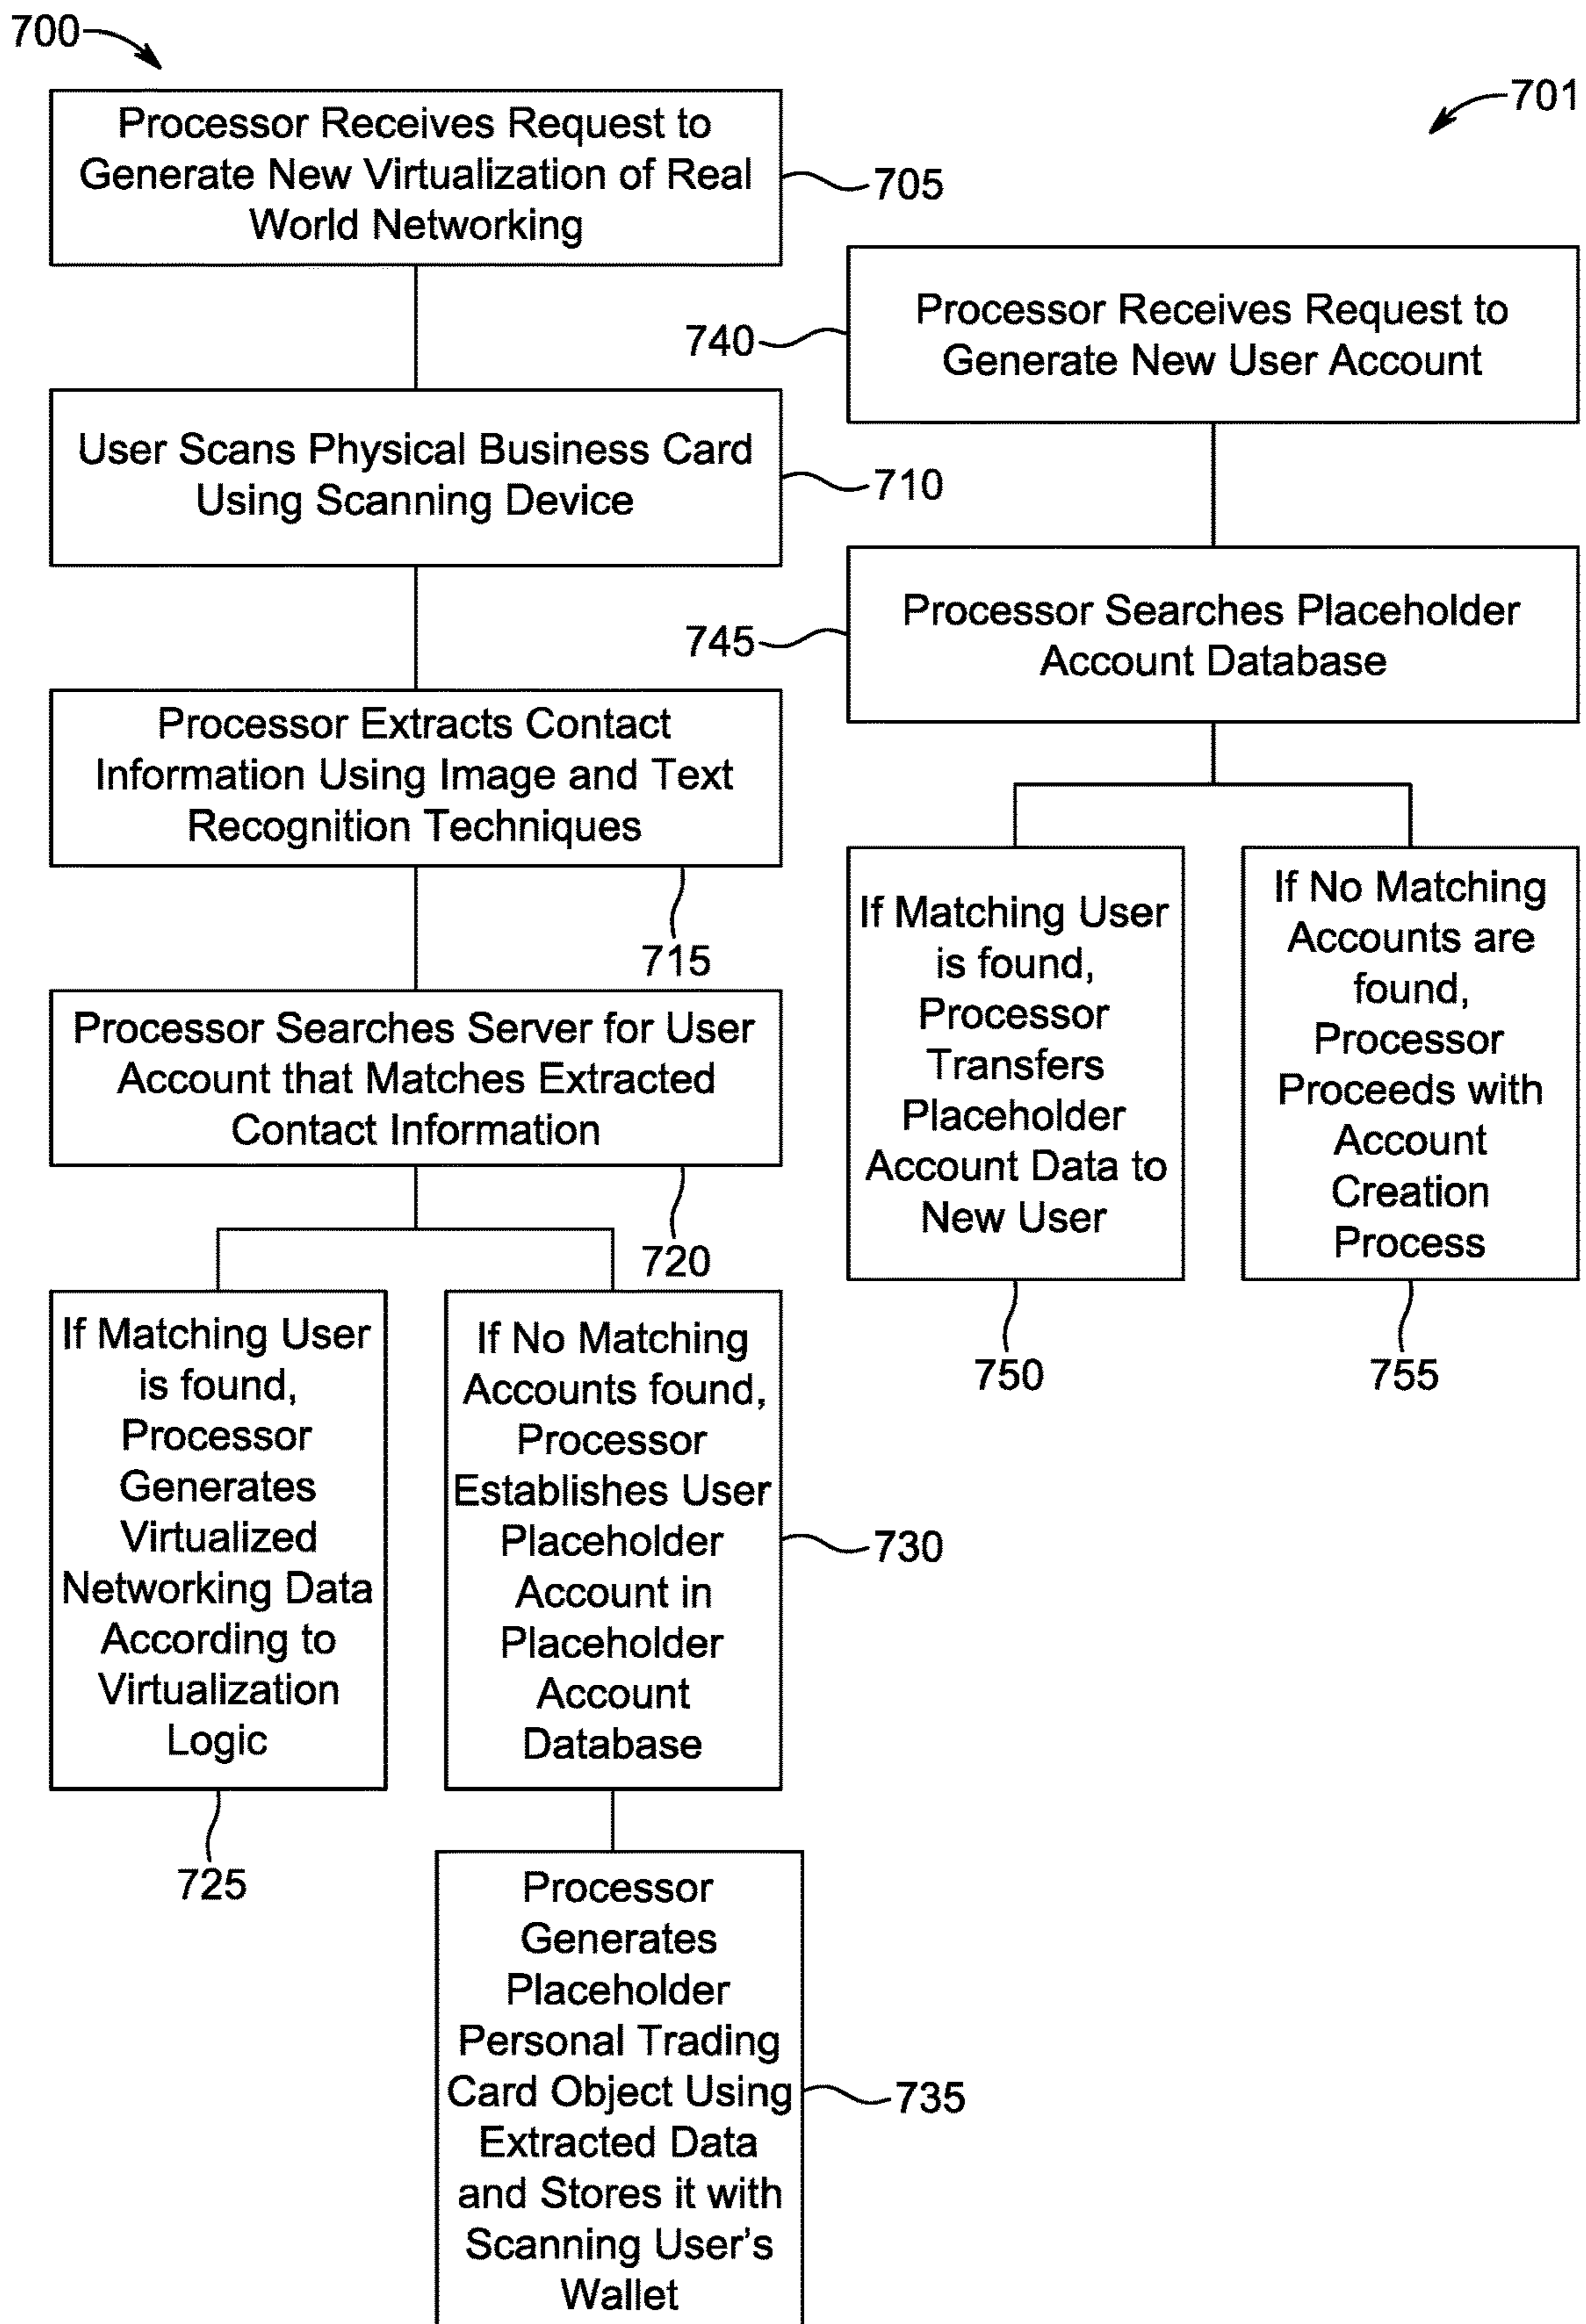 700
Processor Receives Request to
Generate New Virtualization of Real
World Networking
705
User Scans Physical Business Card
Using Scanning Device
710
Processor Extracts Contact
Information Using Image and Text
Recognition Techniques
715
Processor Searches Server for User
Account that Matches Extracted
Contact Information
720
If Matching User
is found,
Processor
Generates
Virtualized
Networking Data
According to
Virtualization
Logic
725
If No Matching
Accounts found,
Processor
Establishes User
Placeholder
Account in
Placeholder
Account
Database
730
Processor
Generates
Placeholder
Personal Trading
Card Object Using
Extracted Data
and Stores it with
Scanning User's
Wallet
735
701
Processor Receives Request to
Generate New User Account
740
Processor Searches Placeholder
Account Database
745
If Matching User
is found,
Processor
Transfers
Placeholder
Account Data to
New User
750
If No Matching
Accounts are
found,
Processor
Proceeds with
Account
Creation
Process
755